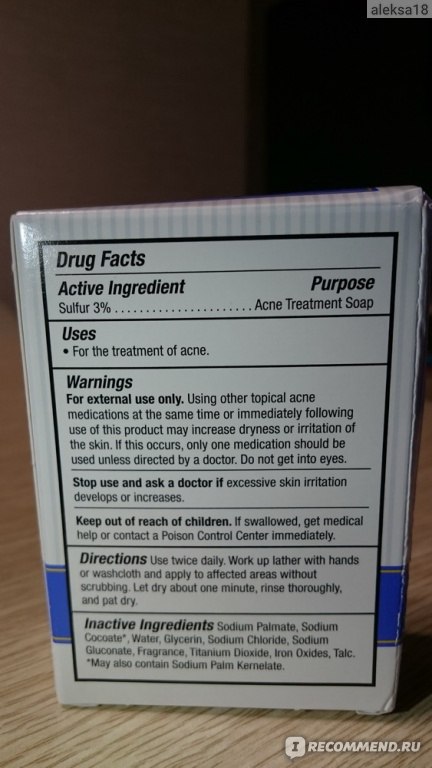 aleksa18
Drug Facts
Active Ingredient Purpose
Sulfur 3% ...................... Acne Treatment Soap
Uses
• For the treatment of acne.
Warnings
For external use only. Using other topical acne
medications at the same time or immediately following
use of this product may increase dryness or irritation of
the skin. If this occurs, only one medication should be
used unless directed by a doctor. Do not get into eyes.
Stop use and ask a doctor if excessive skin irritation
develops or increases.
Keep out of reach of children. If swallowed, get medical
help or contact a Poison Control Center immediately.
Directions Use twice daily. Work up lather with hands
or washcloth and apply to affected areas without
scrubbing. Let dry about one minute, rinse thoroughly,
and pat dry.
Inactive Ingredients Sodium Palmate, Sodium
Cocoate*, Water, Glycerin, Sodium Chloride, Sodium
Gluconate, Fragrance, Titanium Dioxide, Iron Oxides, Talc.
*May also contain Sodium Palm Kernelate.
I RECOMMEND.RU